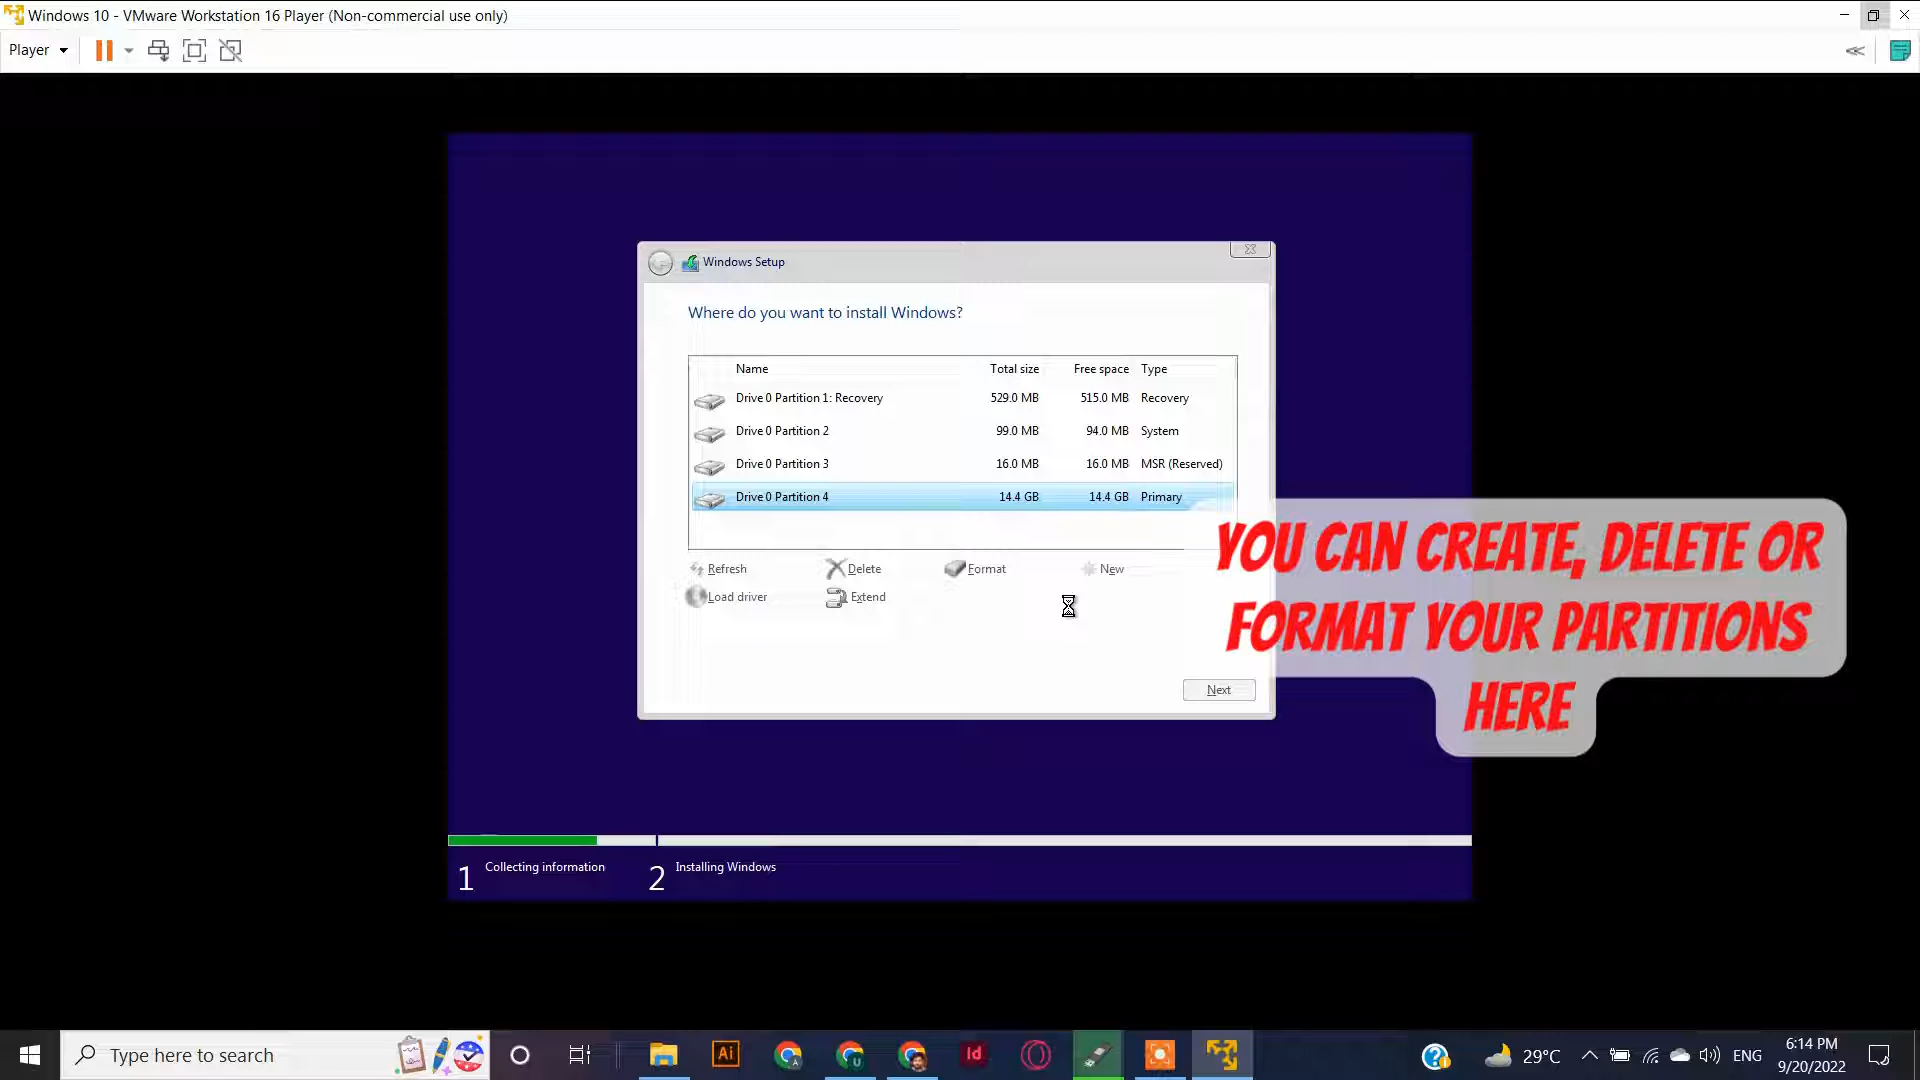 Windows 10 - VMware Workstation 16 Player (Non-commercial use only)
Player
Windows Setup
Where do you want to install Windows?
Name Total size Free space Type
Drive 0 Partition 1: Recovery 529.0 MB 515.0 MB Recovery
Drive 0 Partition 2 99.0 MB 94.0 MB System
Drive 0 Partition 3 16.0 MB 16.0 MB MSR (Reserved)
Drive 0 Partition 4 14.4 GB 14.4 GB Primary
Refresh Delete Format New
Load driver Extend
Next
YOU CAN CREATE, DELETE OR
FORMAT YOUR PARTITIONS
HERE
1 Collecting information 2 Installing Windows
Type here to search
Ai
A
U
Id
29°C
ENG
6:14 PM
9/20/2022